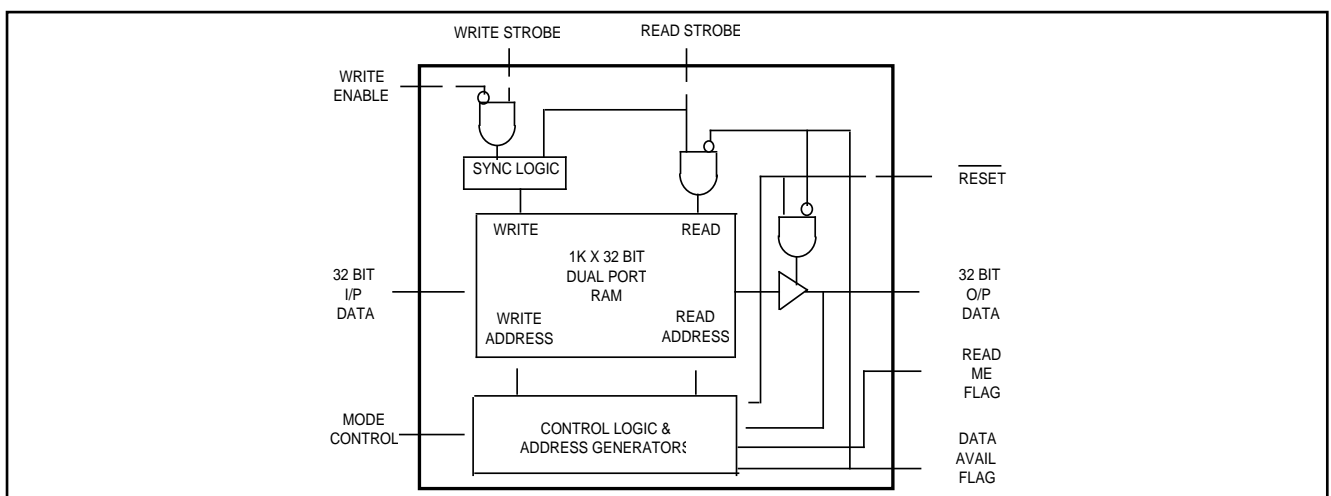 WRITE STROBE
READ STROBE
WRITE
ENABLE
SYNC LOGIC
RESET
WRITE
READ
1K X 32 BIT
DUAL PORT
RAM
32 BIT
I/P
DATA
32 BIT
O/P
DATA
WRITE
ADDRESS
READ
ADDRESS
READ
ME
FLAG
MODE
CONTROL
CONTROL LOGIC &
ADDRESS GENERATORS
DATA
AVAIL
FLAG